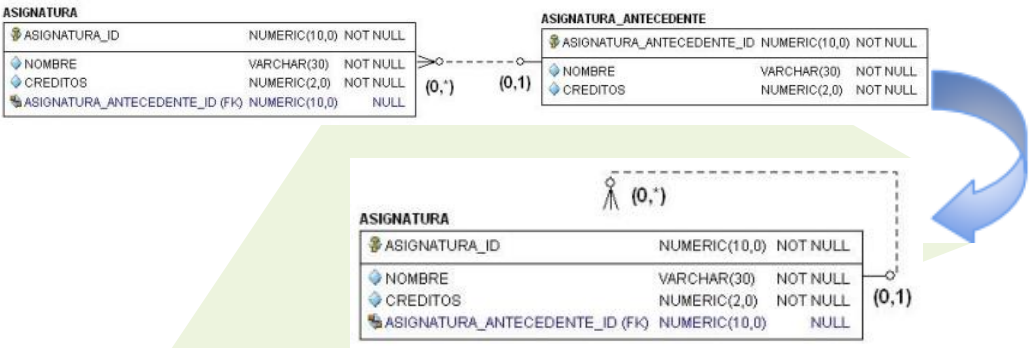 ASIGNATURA
ASIGNATURA_ID NUMERIC(10,0) NOT NULL
NOMBRE VARCHAR(30) NOT NULL
CREDITOS NUMERIC(2,0) NOT NULL
ASIGNATURA_ANTECEDENTE_ID (FK) NUMERIC(10,0) NULL
(0,*)
(0,1)
ASIGNATURA_ANTECEDENTE
ASIGNATURA_ANTECEDENTE_ID NUMERIC(10,0) NOT NULL
NOMBRE VARCHAR(30) NOT NULL
CREDITOS NUMERIC(2,0) NOT NULL
(0,*)
ASIGNATURA
ASIGNATURA_ID NUMERIC(10,0) NOT NULL
NOMBRE VARCHAR(30) NOT NULL
CREDITOS NUMERIC(2,0) NOT NULL
ASIGNATURA_ANTECEDENTE_ID (FK) NUMERIC(10,0) NULL
(0,1)